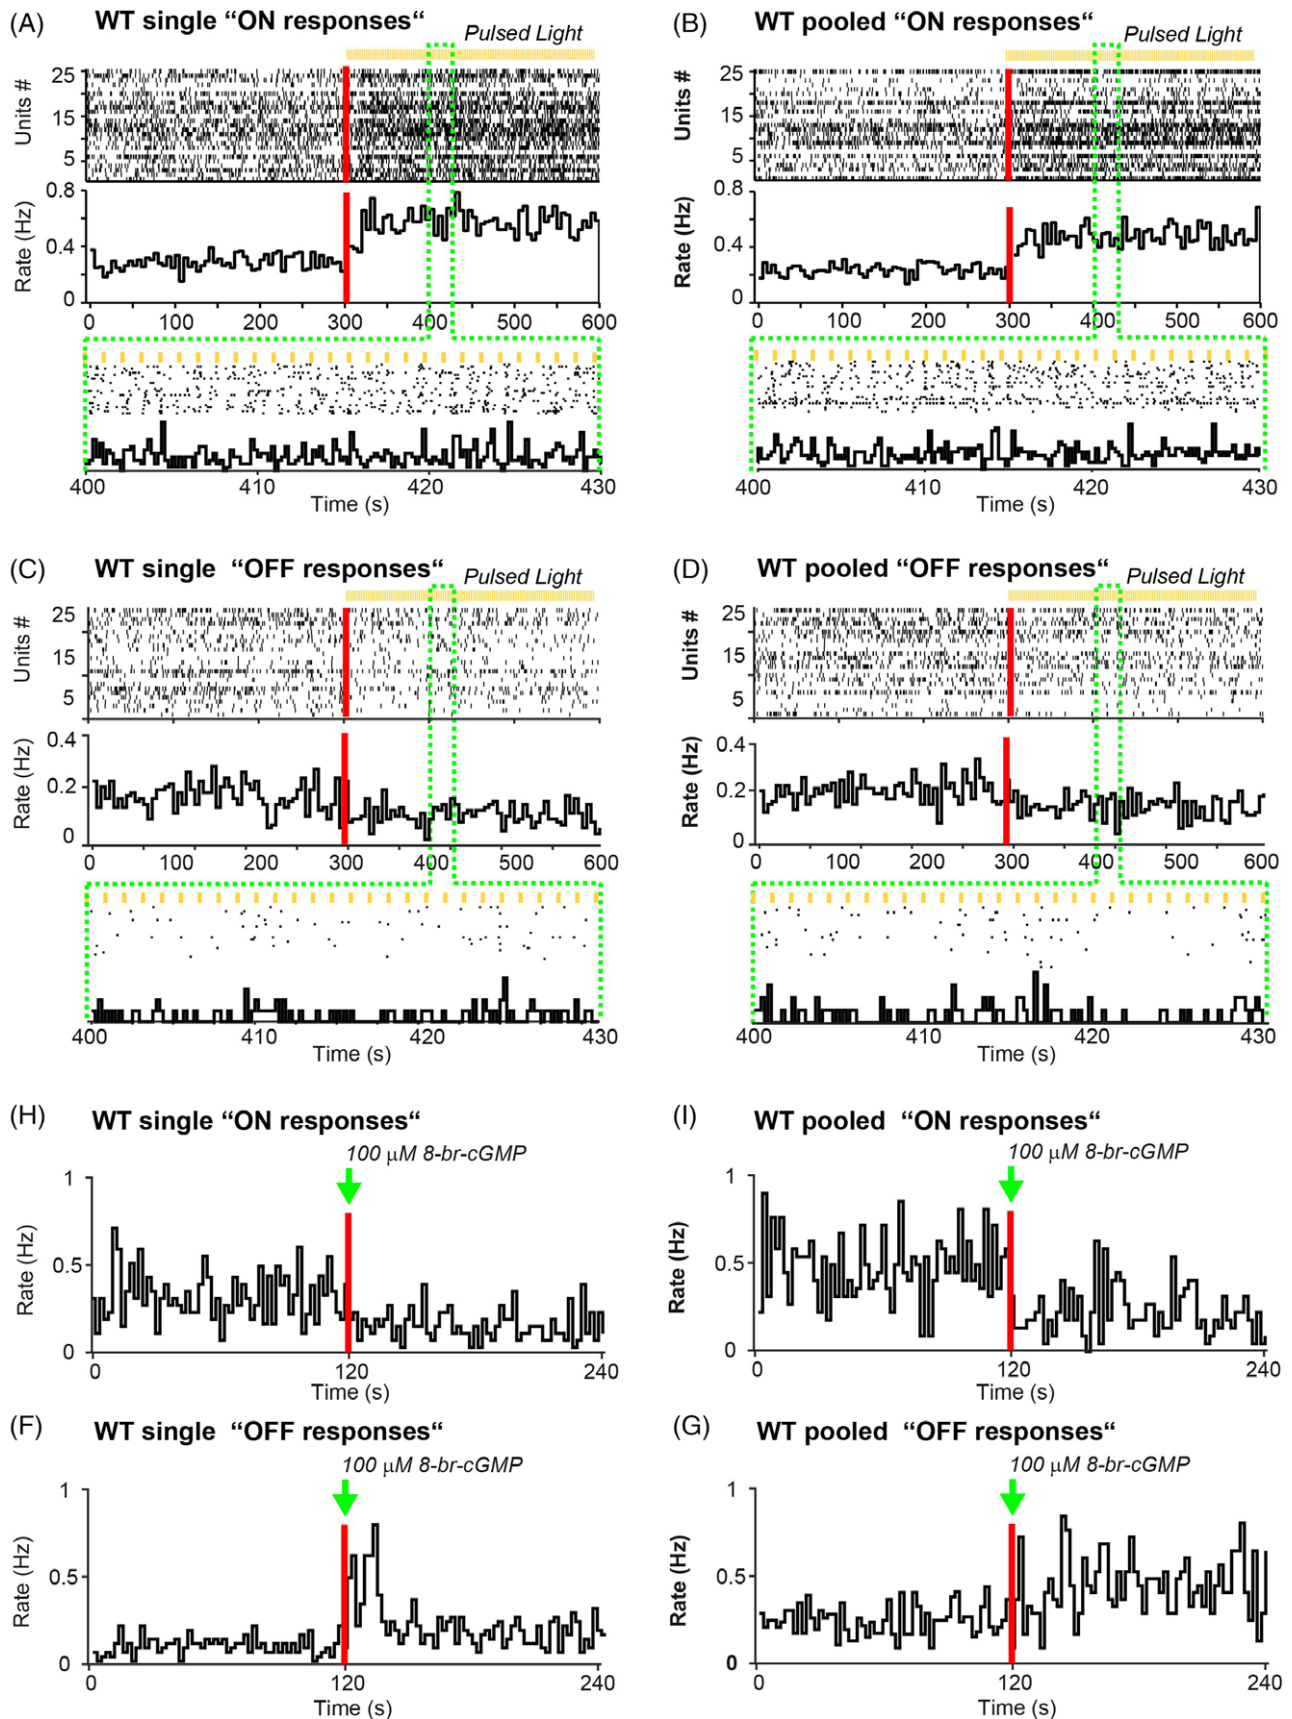 (A) WT single “ON responses“
Pulsed Light
Units #
25
15
5
Rate (Hz)
0.8
0.4
0
0 100 200 300 400 500 600
400 410 420 430
Time (s)
(B) WT pooled “ON responses“
Pulsed Light
Units #
25
15
5
Rate (Hz)
0.8
0.4
0
0 100 200 300 400 500 600
400 410 420 430
Time (s)
(C) WT single “OFF responses“
Pulsed Light
Units #
25
15
5
Rate (Hz)
0.4
0.2
0
0 100 200 300 400 500 600
400 410 420 430
Time (s)
(D) WT pooled “OFF responses“
Pulsed Light
Units #
25
15
5
Rate (Hz)
0.4
0.2
0
0 100 200 300 400 500 600
400 410 420 430
Time (s)
(H) WT single “ON responses“
100 µM 8-br-cGMP
Rate (Hz)
1
0.5
0
0 120 240
Time (s)
(I) WT pooled “ON responses“
100 µM 8-br-cGMP
Rate (Hz)
1
0.5
0
0 120 240
Time (s)
(F) WT single “OFF responses“
100 µM 8-br-cGMP
Rate (Hz)
1
0.5
0
0 120 240
Time (s)
(G) WT pooled “OFF responses“
100 µM 8-br-cGMP
Rate (Hz)
1
0.5
0
0 120 240
Time (s)